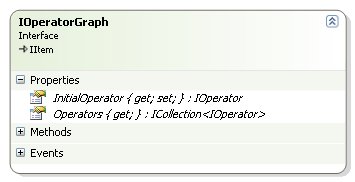 IOperatorGraph
Interface
IItem
Properties
InitialOperator { get; set; } : IOperator
Operators { get; } : ICollection<IOperator>
Methods
Events